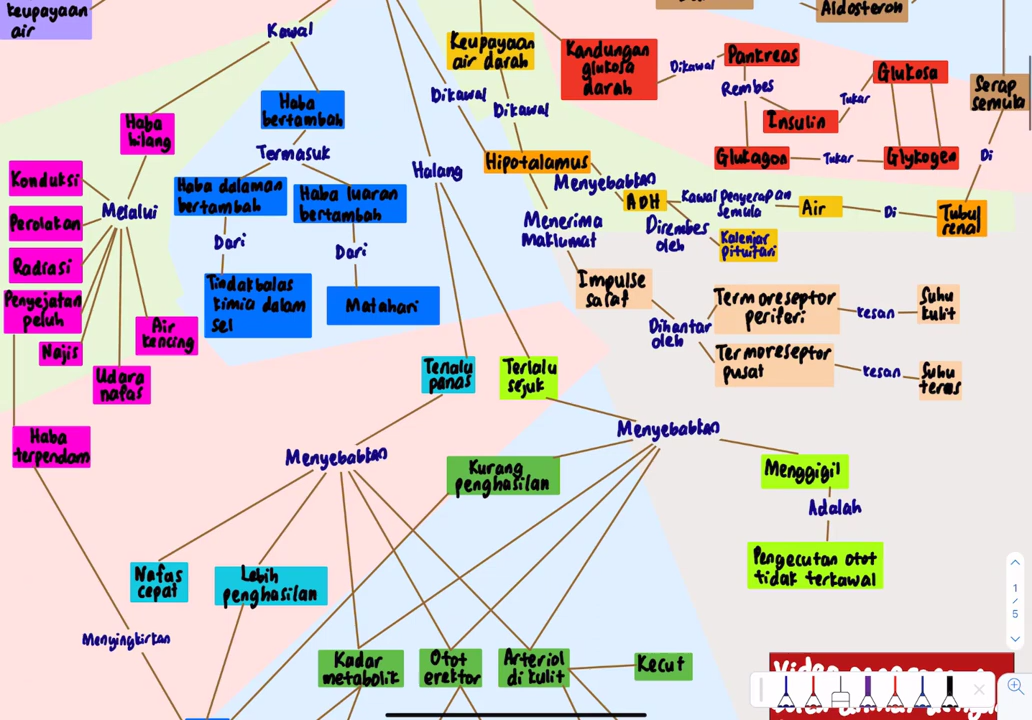 keupayaan
air
Kawal
Haba
hilang
Haba
bertambah
Termasuk
Haba dalaman
bertambah
Haba luaran
bertambah
Dari
Dari
Tindakbalas
kimia dalam
sel
Matahari
Konduksi
Perolakan
Radiasi
Penyejatan
peluh
Najis
Udara
nafas
Air
kencing
Melalui
Haba
terpendam
Menyingkirkan
Keupayaan
air darah
Dikawal
Dikawal
Halang
Hipotalamus
Menyebabkan
ADH
Kawal Penyerapan
Semula
Air
Di
Tubul
renal
Dirembes
oleh
Kalenjar
pituitari
Menerima
Maklumat
Impulse
saraf
Dihantar
oleh
Termoreseptor
periferi
kesan
Suhu
kulit
Termoreseptor
pusat
kesan
Suhu
teras
Kandungan
glukosa
darah
Dikawal
Pankreas
Rembes
Insulin
Tukar
Glukosa
Glukagon
Tukar
Glykogen
Aldosteron
Serap
semula
Di
Terlalu
panas
Terlalu
sejuk
Menyebabkan
Menyebabkan
Kurang
penghasilan
Menggigil
Adalah
Pengecutan otot
tidak terkawal
Nafas
cepat
Lebih
penghasilan
Kadar
metabolik
Otot
erektor
Arteriol
di kulit
Kecut
1
/
5